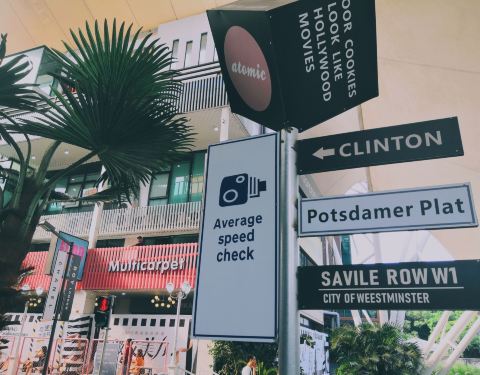 OOR COOKIES
LOOK LIKE
HOLLYWOOD
MOVIES
atomic
CLINTON
Potsdamer Plat
Average
speed
check
SAVILE ROW W1
CITY OF WEESTMINSTER
Multicarpet